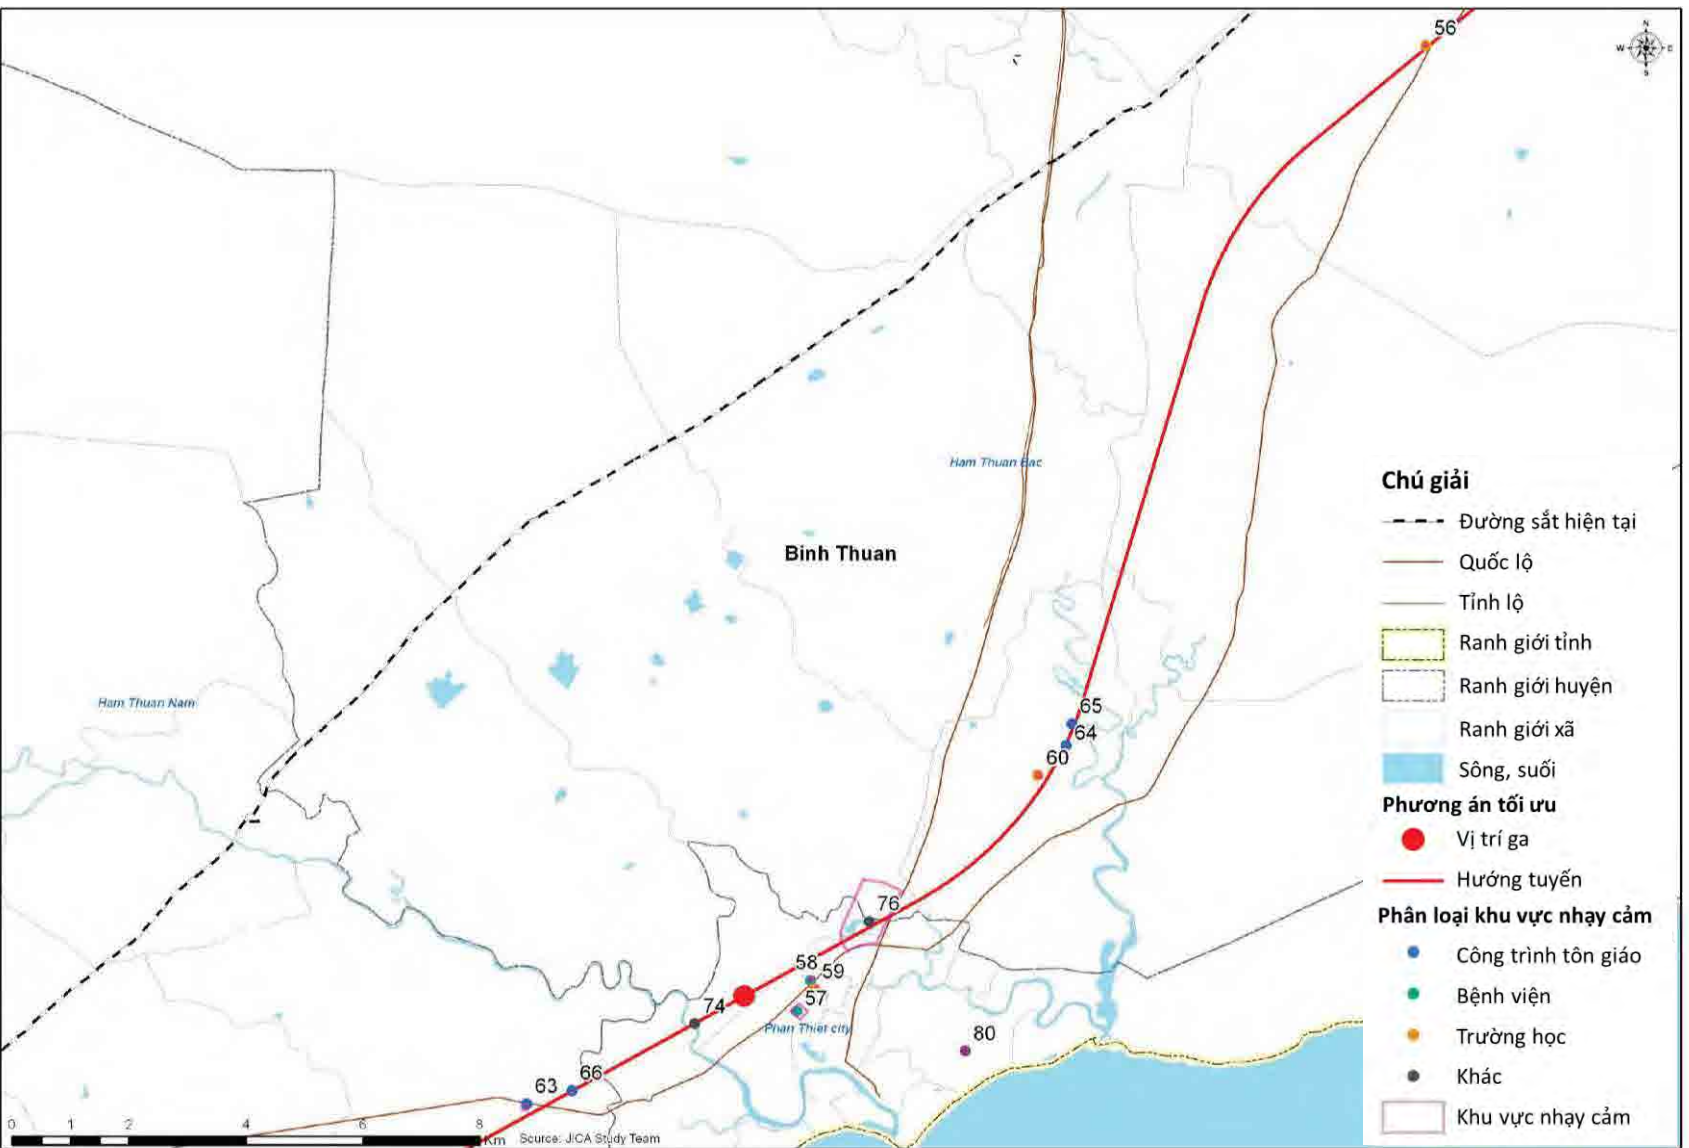 56
N
W E
S
Ham Thuan Bac
Binh Thuan
Ham Thuan Nam
65
64
60
76
58
59
57
74
Phan Thiet city
80
66
63
0 1 2 4 6 8
Km
Source: JICA Study Team
Chú giải
Đường sắt hiện tại
Quốc lộ
Tỉnh lộ
Ranh giới tỉnh
Ranh giới huyện
Ranh giới xã
Sông, suối
Phương án tối ưu
Vị trí ga
Hướng tuyến
Phân loại khu vực nhạy cảm
Công trình tôn giáo
Bệnh viện
Trường học
Khác
Khu vực nhạy cảm